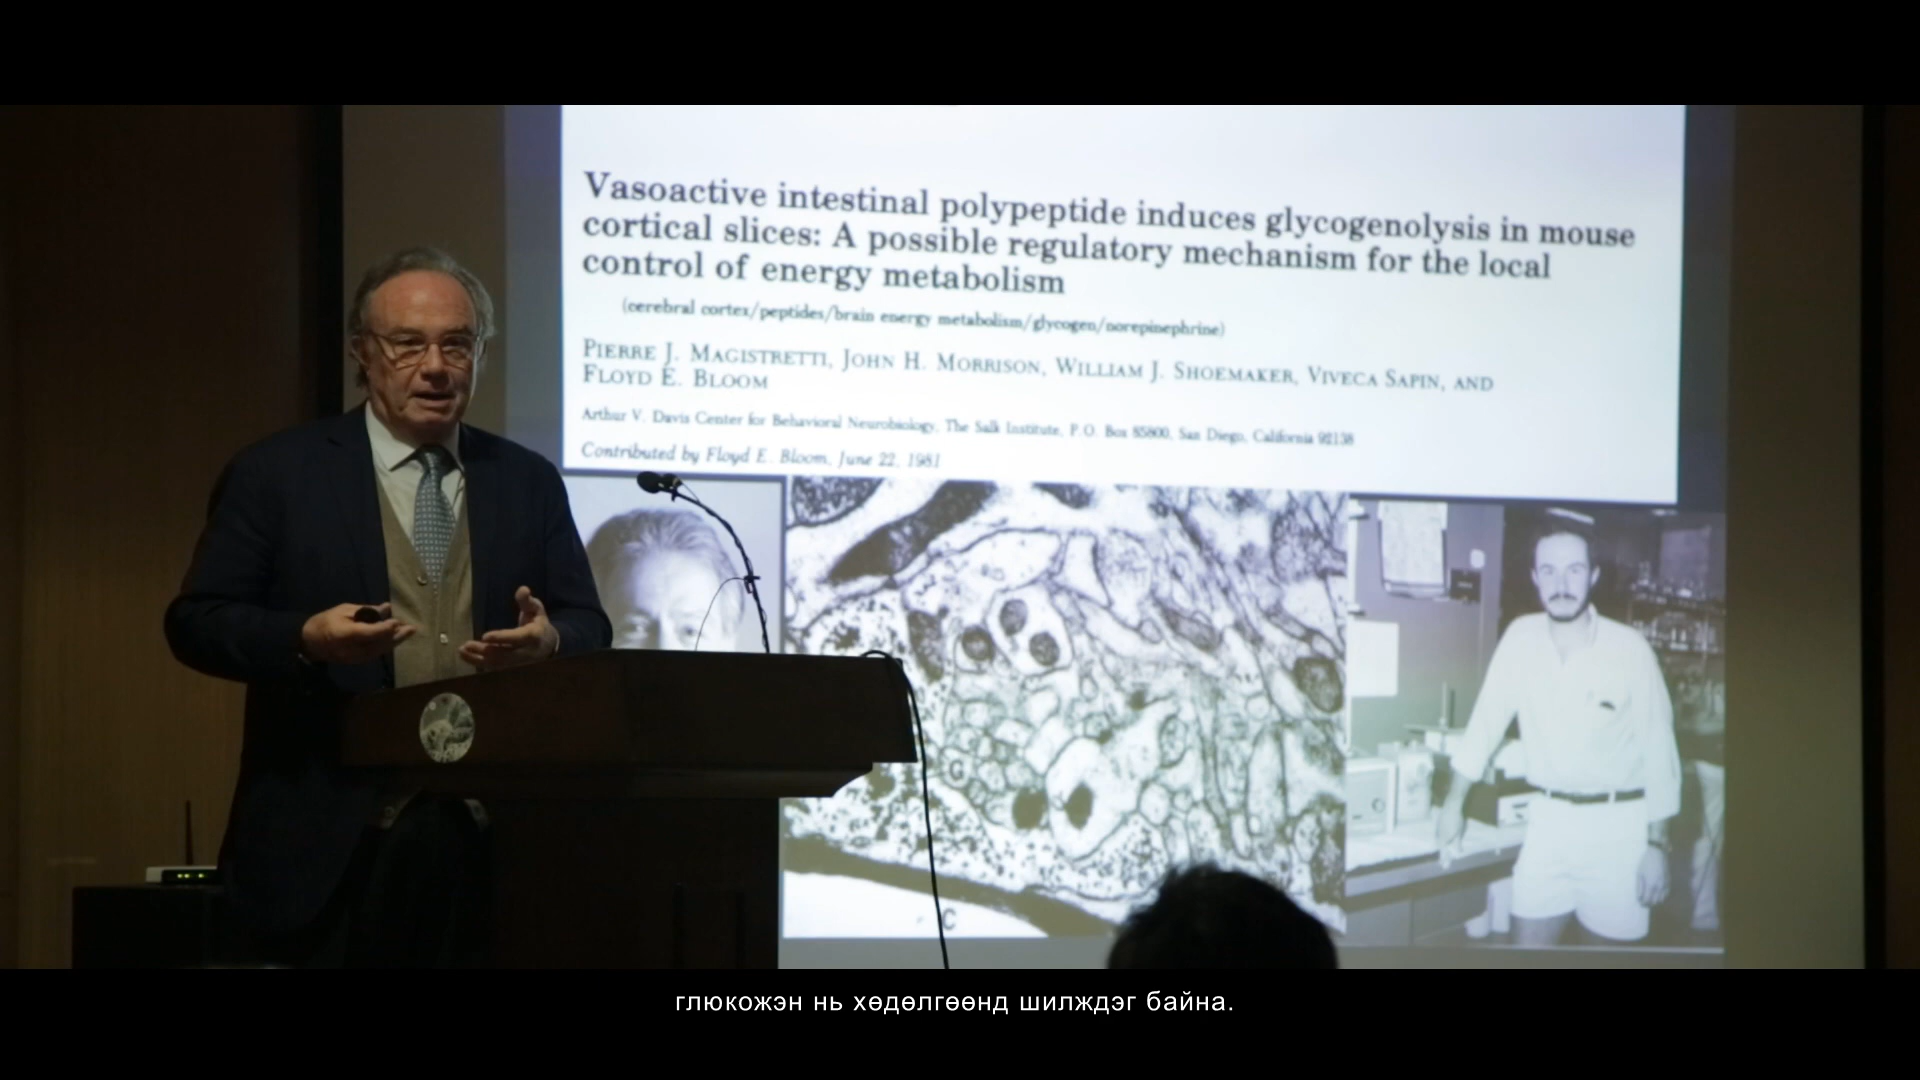 Vasoactive intestinal polypeptide induces glycogenolysis in mouse
cortical slices: A possible regulatory mechanism for the local
control of energy metabolism
(cerebral cortex/peptides/brain energy metabolism/glycogen/norepinephrine)
PIERRE J. MAGISTRETTI, JOHN H. MORRISON, WILLIAM J. SHOEMAKER, VIVECA SAPIN, AND
FLOYD E. BLOOM
Arthur V. Davis Center for Behavioral Neurobiology, The Salk Institute, P.O. Box 85800, San Diego, California 92138
Contributed by Floyd E. Bloom, June 22, 1981
G
C
глюкожэн нь хөдөлгөөнд шилждэг байна.